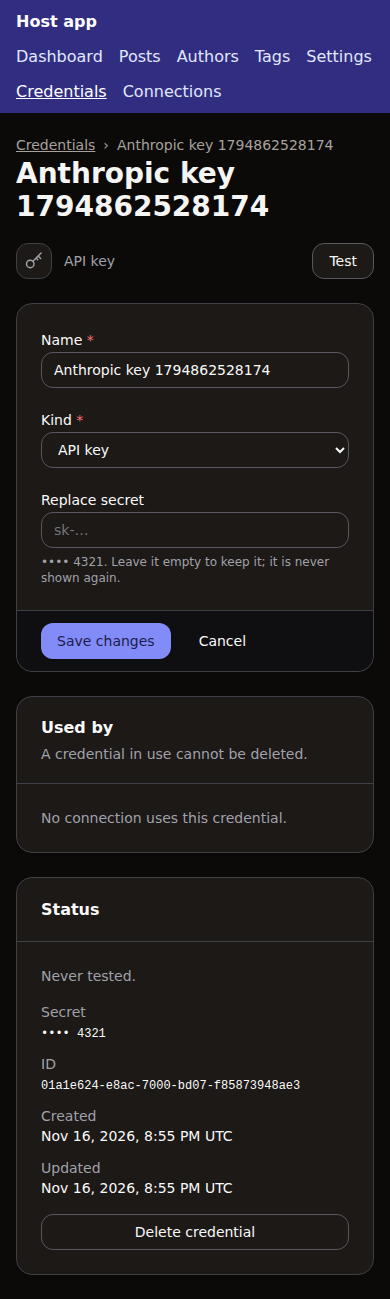 Host app
Dashboard Posts Authors Tags Settings
Credentials Connections
Credentials › Anthropic key 1794862528174
Anthropic key
1794862528174
API key
Test
Name *
Anthropic key 1794862528174
Kind *
API key
Replace secret
sk-...
•••• 4321. Leave it empty to keep it; it is never
shown again.
Save changes
Cancel
Used by
A credential in use cannot be deleted.
No connection uses this credential.
Status
Never tested.
Secret
•••• 4321
ID
01a1e624-e8ac-7000-bd07-f85873948ae3
Created
Nov 16, 2026, 8:55 PM UTC
Updated
Nov 16, 2026, 8:55 PM UTC
Delete credential